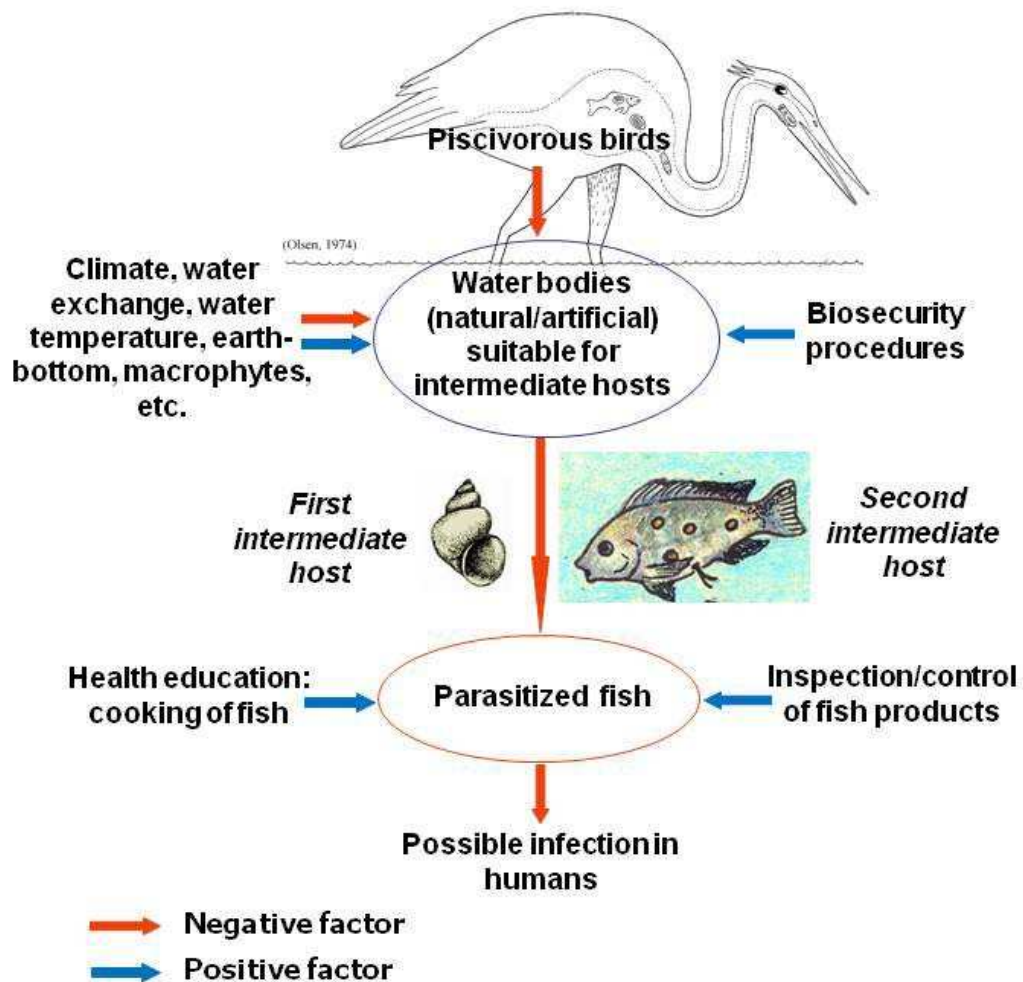 Piscivorous birds
(Olsen, 1974)
Climate, water
exchange, water
temperature, earth-
bottom, macrophytes,
etc.
Water bodies
(natural/artificial)
suitable for
intermediate hosts
Biosecurity
procedures
First
intermediate
host
Second
intermediate
host
Health education:
cooking of fish
Parasitized fish
Inspection/control
of fish products
Possible infection in
humans
Negative factor
Positive factor